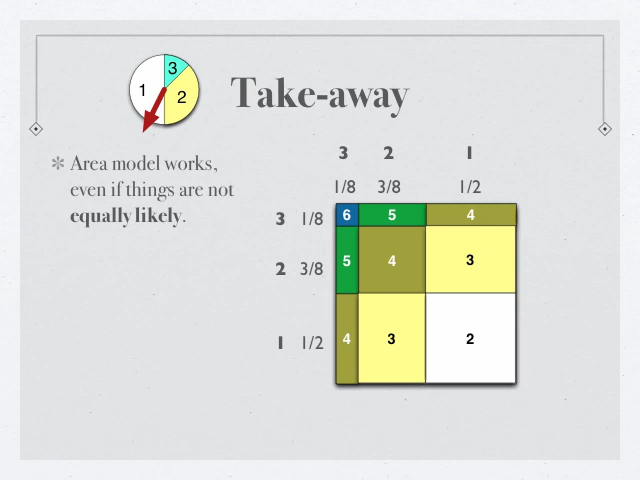 3
1
2
Take-away
✻ Area model works,
even if things are not
equally likely.
3 2 1
1/8 3/8 1/2
3 1/8 6 5 4
2 3/8 5 4 3
1 1/2 4 3 2